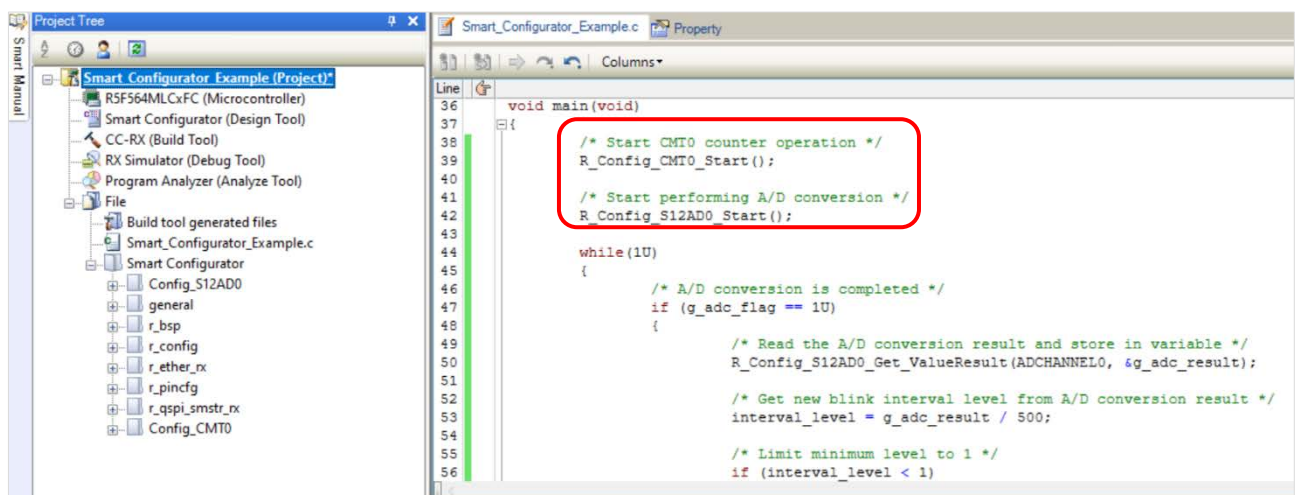 Smart Manual
Project Tree
Smart_Configurator_Example (Project)*
R5F564MLCxFC (Microcontroller)
Smart Configurator (Design Tool)
CC-RX (Build Tool)
RX Simulator (Debug Tool)
Program Analyzer (Analyze Tool)
File
Build tool generated files
Smart_Configurator_Example.c
Smart Configurator
Config_S12AD0
general
r_bsp
r_config
r_ether_rx
r_pincfg
r_qspi_smstr_rx
Config_CMT0
Smart_Configurator_Example.c Property
Columns
Line
36 void main(void)
37 {
38 /* Start CMT0 counter operation */
39 R_Config_CMT0_Start();
40
41 /* Start performing A/D conversion */
42 R_Config_S12AD0_Start();
43
44 while(1U)
45 {
46 /* A/D conversion is completed */
47 if (g_adc_flag == 1U)
48 {
49 /* Read the A/D conversion result and store in variable */
50 R_Config_S12AD0_Get_ValueResult(ADCHANNEL0, &g_adc_result);
51
52 /* Get new blink interval level from A/D conversion result */
53 interval_level = g_adc_result / 500;
54
55 /* Limit minimum level to 1 */
56 if (interval_level < 1)